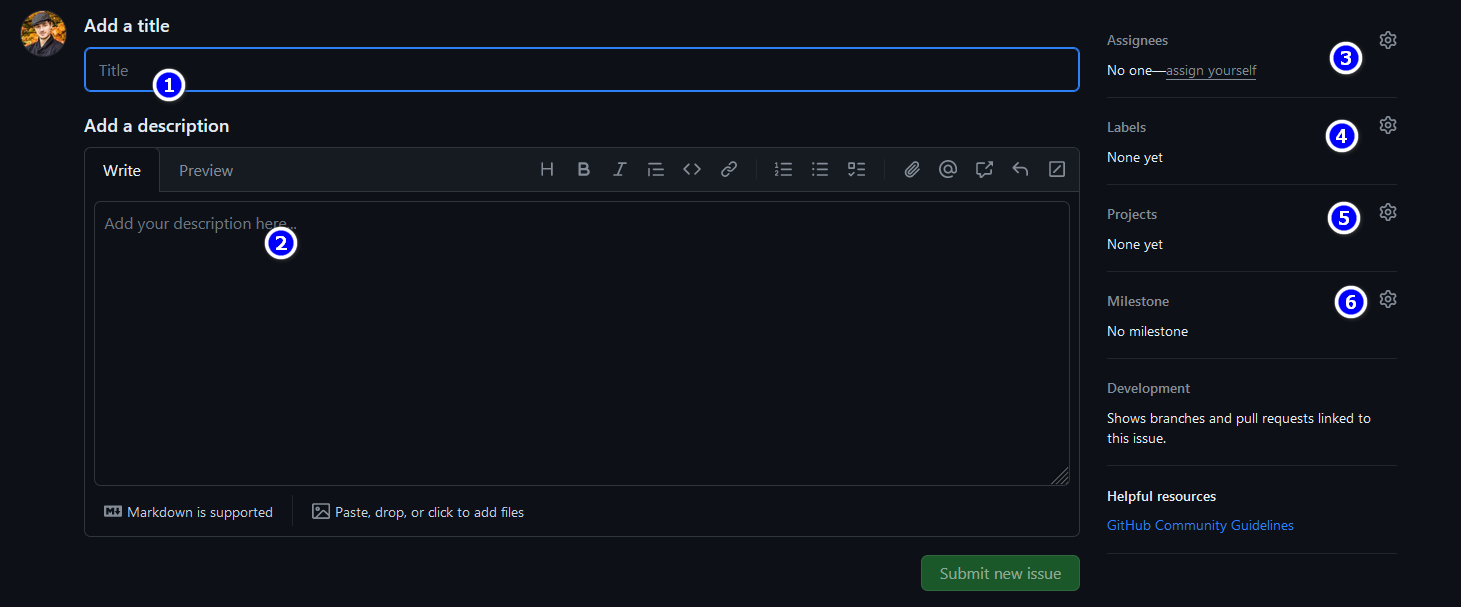 Add a title
Title
1
Add a description
Write
Preview
H B I
Add your description here...
2
Markdown is supported
Paste, drop, or click to add files
Submit new issue
Assignees
3
No one—assign yourself
Labels
4
None yet
Projects
5
None yet
Milestone
6
No milestone
Development
Shows branches and pull requests linked to
this issue.
Helpful resources
GitHub Community Guidelines